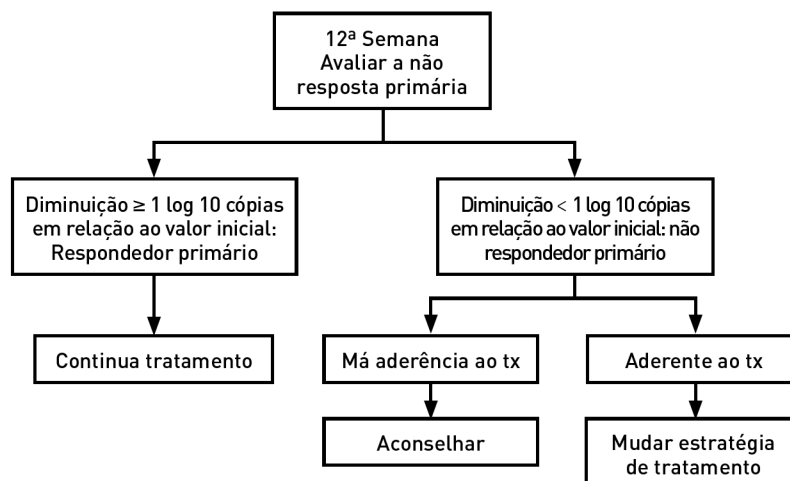 12ª Semana
Avaliar a não
resposta primária
Diminuição ≥ 1 log 10 cópias
em relação ao valor inicial:
Respondedor primário
Diminuição < 1 log 10 cópias
em relação ao valor inicial: não
respondedor primário
Continua tratamento
Má aderência ao tx
Aderente ao tx
Aconselhar
Mudar estratégia
de tratamento